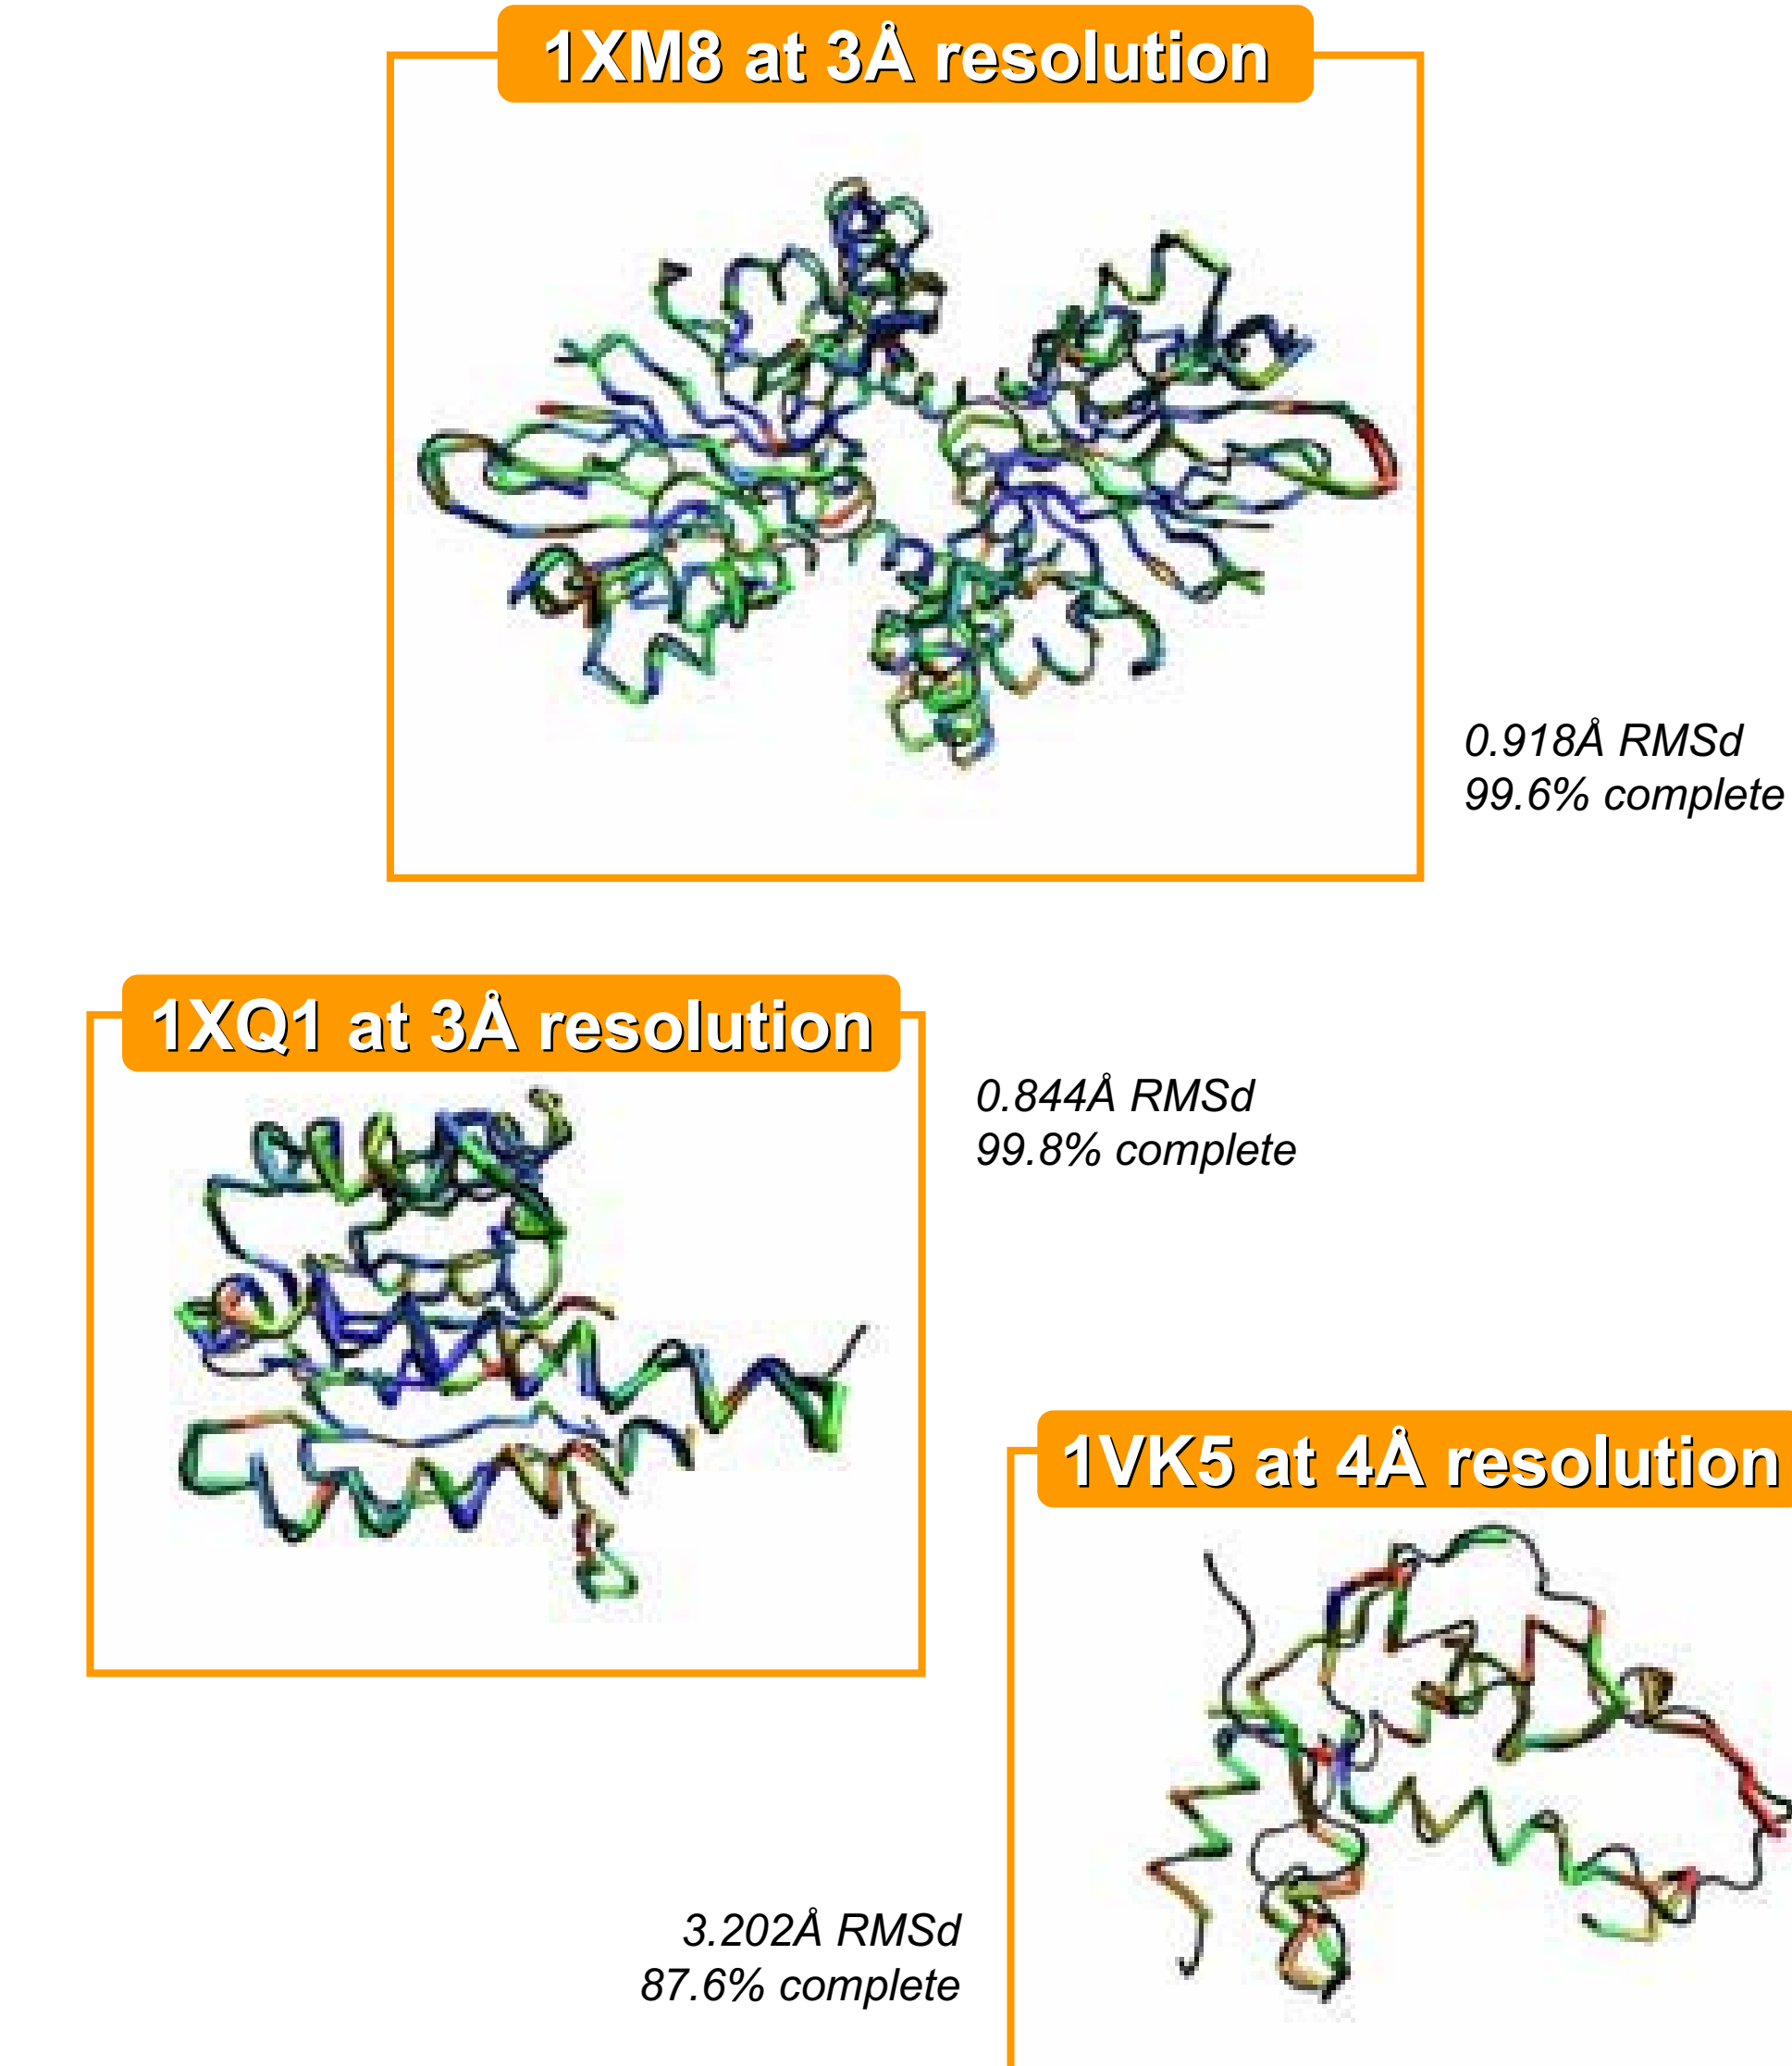 1XM8 at 3Å resolution
0.918Å RMSd
99.6% complete
1XQ1 at 3Å resolution
0.844Å RMSd
99.8% complete
1VK5 at 4Å resolution
3.202Å RMSd
87.6% complete